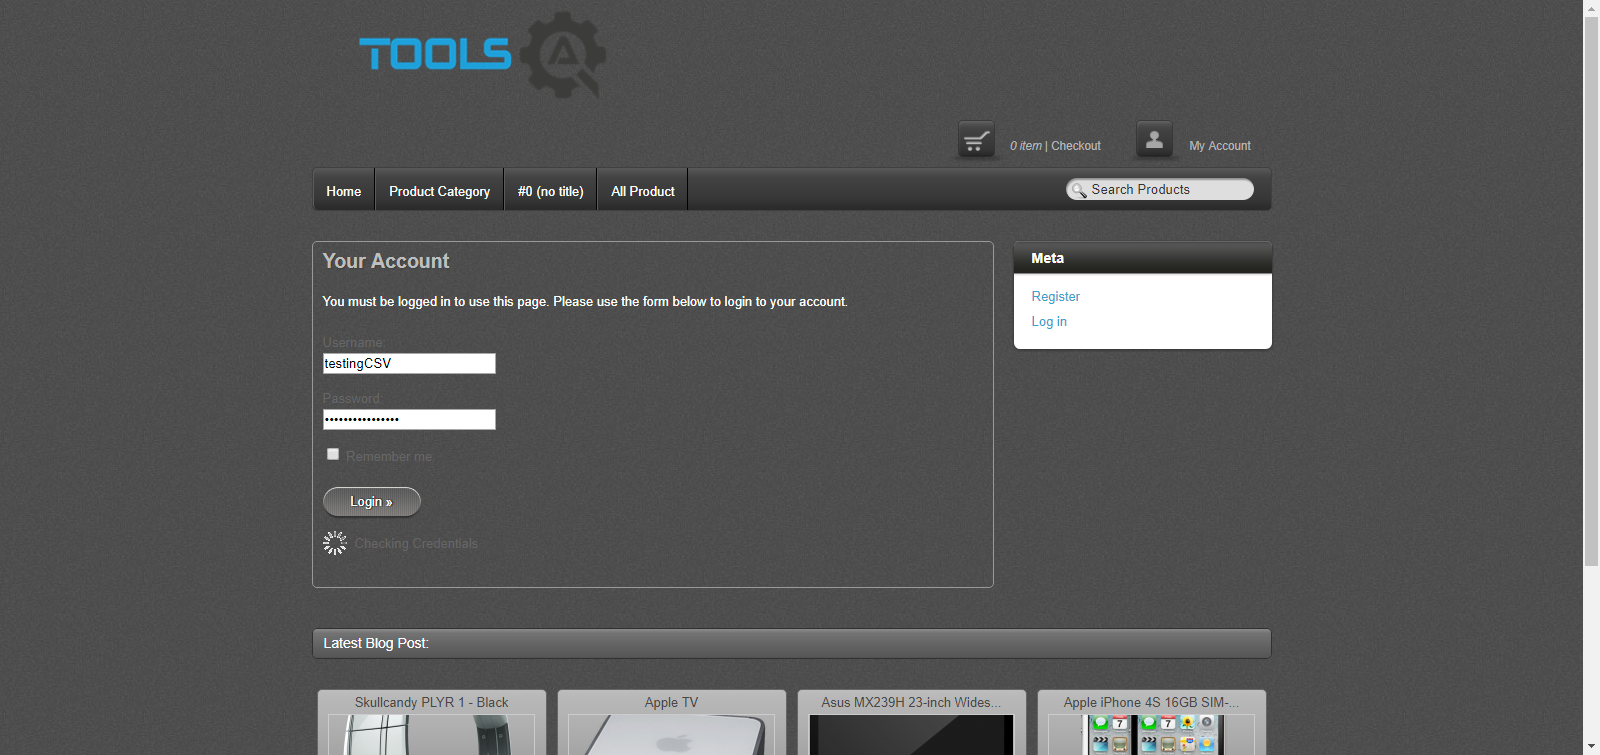 TOOLS QA
0 item | Checkout
My Account
Home
Product Category
#0 (no title)
All Product
Search Products
Your Account
You must be logged in to use this page. Please use the form below to login to your account.
Username:
testingCSV
Password:
••••••••••••••••
Remember me
Login »
Checking Credentials
Meta
Register
Log in
Latest Blog Post:
Skullcandy PLYR 1 - Black
Apple TV
Asus MX239H 23-inch Wides...
Apple iPhone 4S 16GB SIM-...
7
7